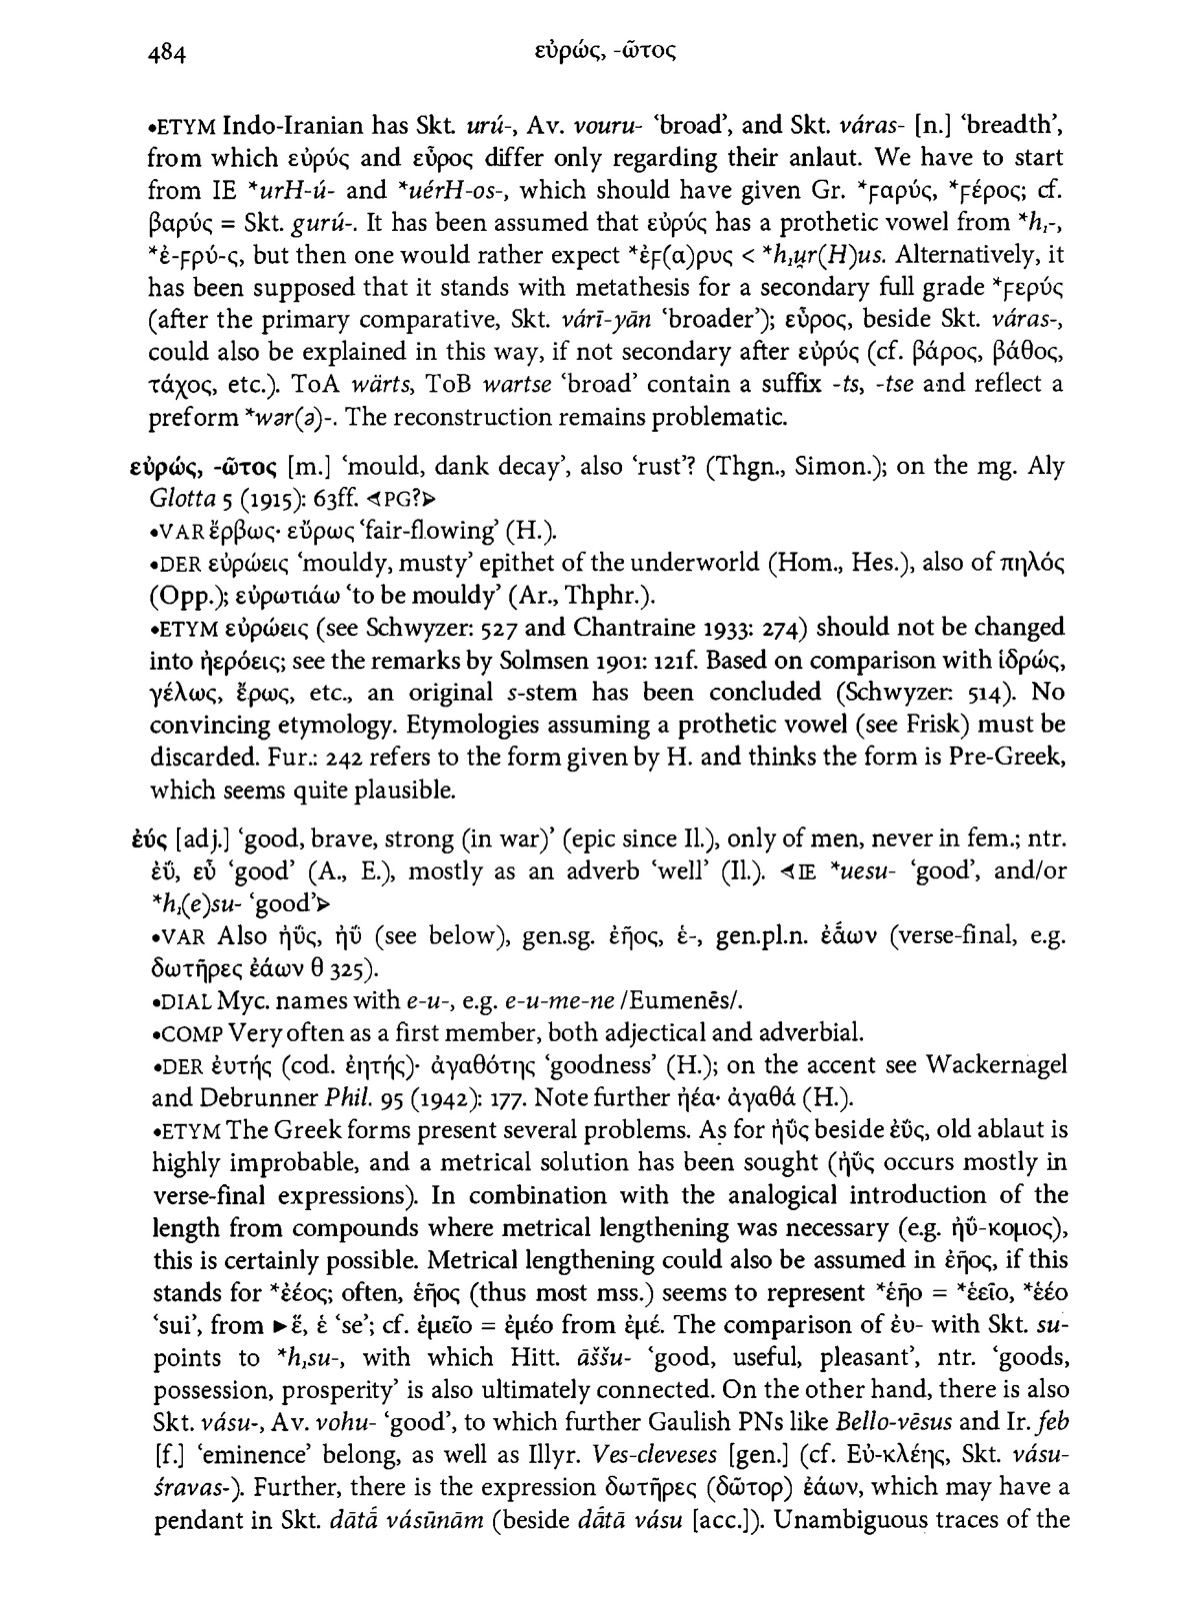 484
εὐρώς, -ῶτος
•ETYM Indo-Iranian has Skt. urú-, Av. vouru- ‘broad’, and Skt. váras- [n.] ‘breadth’,
from which εὐρύς and εὖρος differ only regarding their anlaut. We have to start
from IE *urH-ú- and *uérH-os-, which should have given Gr. *ϝαρύς, *ϝέρος; cf.
βαρύς = Skt. gurú-. It has been assumed that εὐρύς has a prothetic vowel from *h₁-,
*ἐ-ϝρύ-ς, but then one would rather expect *ἐϝ(α)ρυς < *h₁u̯r(H)us. Alternatively, it
has been supposed that it stands with metathesis for a secondary full grade *ϝερύς
(after the primary comparative, Skt. várī-yān ‘broader’); εὖρος, beside Skt. váras-,
could also be explained in this way, if not secondary after εὐρύς (cf. βάρος, βάθος,
τάχος, etc.). ToA wärts, ToB wartse ‘broad’ contain a suffix -ts, -tse and reflect a
preform *wər(ə)-. The reconstruction remains problematic.
εὐρώς, -ῶτος [m.] ‘mould, dank decay’, also ‘rust’? (Thgn., Simon.); on the mg. Aly
Glotta 5 (1915): 63ff. ⊰PG?⊱
•VAR ἔρβως· εὔρως ‘fair-flowing’ (H.).
•DER εὐρώεις ‘mouldy, musty’ epithet of the underworld (Hom., Hes.), also of πηλός
(Opp.); εὐρωτιάω ‘to be mouldy’ (Ar., Thphr.).
•ETYM εὐρώεις (see Schwyzer: 527 and Chantraine 1933: 274) should not be changed
into ἠερόεις; see the remarks by Solmsen 1901: 121f. Based on comparison with ἱδρώς,
γέλως, ἔρως, etc., an original s-stem has been concluded (Schwyzer: 514). No
convincing etymology. Etymologies assuming a prothetic vowel (see Frisk) must be
discarded. Fur.: 242 refers to the form given by H. and thinks the form is Pre-Greek,
which seems quite plausible.
ἐύς [adj.] ‘good, brave, strong (in war)’ (epic since Il.), only of men, never in fem.; ntr.
ἐΰ, εὖ ‘good’ (A., E.), mostly as an adverb ‘well’ (Il.). ⊰IE *uesu- ‘good’, and/or
*h₁(e)su- ‘good’⊱
•VAR Also ἠΰς, ἠΰ (see below), gen.sg. ἐῆος, ἑ-, gen.pl.n. ἐά̄ων (verse-final, e.g.
δωτῆρες ἐάων θ 325).
•DIAL Myc. names with e-u-, e.g. e-u-me-ne /Eumenēs/.
•COMP Very often as a first member, both adjectical and adverbial.
•DER ἐυτής (cod. ἐητής)· ἀγαθότης ‘goodness’ (H.); on the accent see Wackernagel
and Debrunner Phil. 95 (1942): 177. Note further ἠέα· ἀγαθά (H.).
•ETYM The Greek forms present several problems. As for ἠΰς beside ἐΰς, old ablaut is
highly improbable, and a metrical solution has been sought (ἠΰς occurs mostly in
verse-final expressions). In combination with the analogical introduction of the
length from compounds where metrical lengthening was necessary (e.g. ἠΰ-κομος),
this is certainly possible. Metrical lengthening could also be assumed in ἐῆος, if this
stands for *ἐέος; often, ἑῆος (thus most mss.) seems to represent *ἑῆο = *ἑεῖο, *ἑέο
‘sui’, from ►ἕ, ἑ ‘se’; cf. ἐμεῖο = ἐμέο from ἐμέ. The comparison of ἐυ- with Skt. su-
points to *h₁su-, with which Hitt. āššu- ‘good, useful, pleasant’, ntr. ‘goods,
possession, prosperity’ is also ultimately connected. On the other hand, there is also
Skt. vásu-, Av. vohu- ‘good’, to which further Gaulish PNs like Bello-vēsus and Ir. feb
[f.] ‘eminence’ belong, as well as Illyr. Ves-cleveses [gen.] (cf. Εὐ-κλέης, Skt. vásu-
śravas-). Further, there is the expression δωτῆρες (δῶτορ) ἐάων, which may have a
pendant in Skt. dātā́ vásūnām (beside dā́tā vásu [acc.]). Unambiguous traces of the